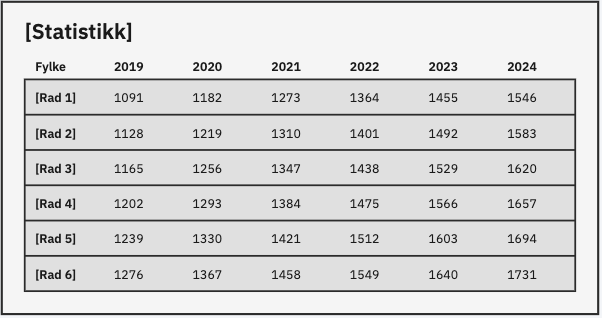 [Statistikk]
Fylke 2019 2020 2021 2022 2023 2024
[Rad 1] 1091 1182 1273 1364 1455 1546
[Rad 2] 1128 1219 1310 1401 1492 1583
[Rad 3] 1165 1256 1347 1438 1529 1620
[Rad 4] 1202 1293 1384 1475 1566 1657
[Rad 5] 1239 1330 1421 1512 1603 1694
[Rad 6] 1276 1367 1458 1549 1640 1731